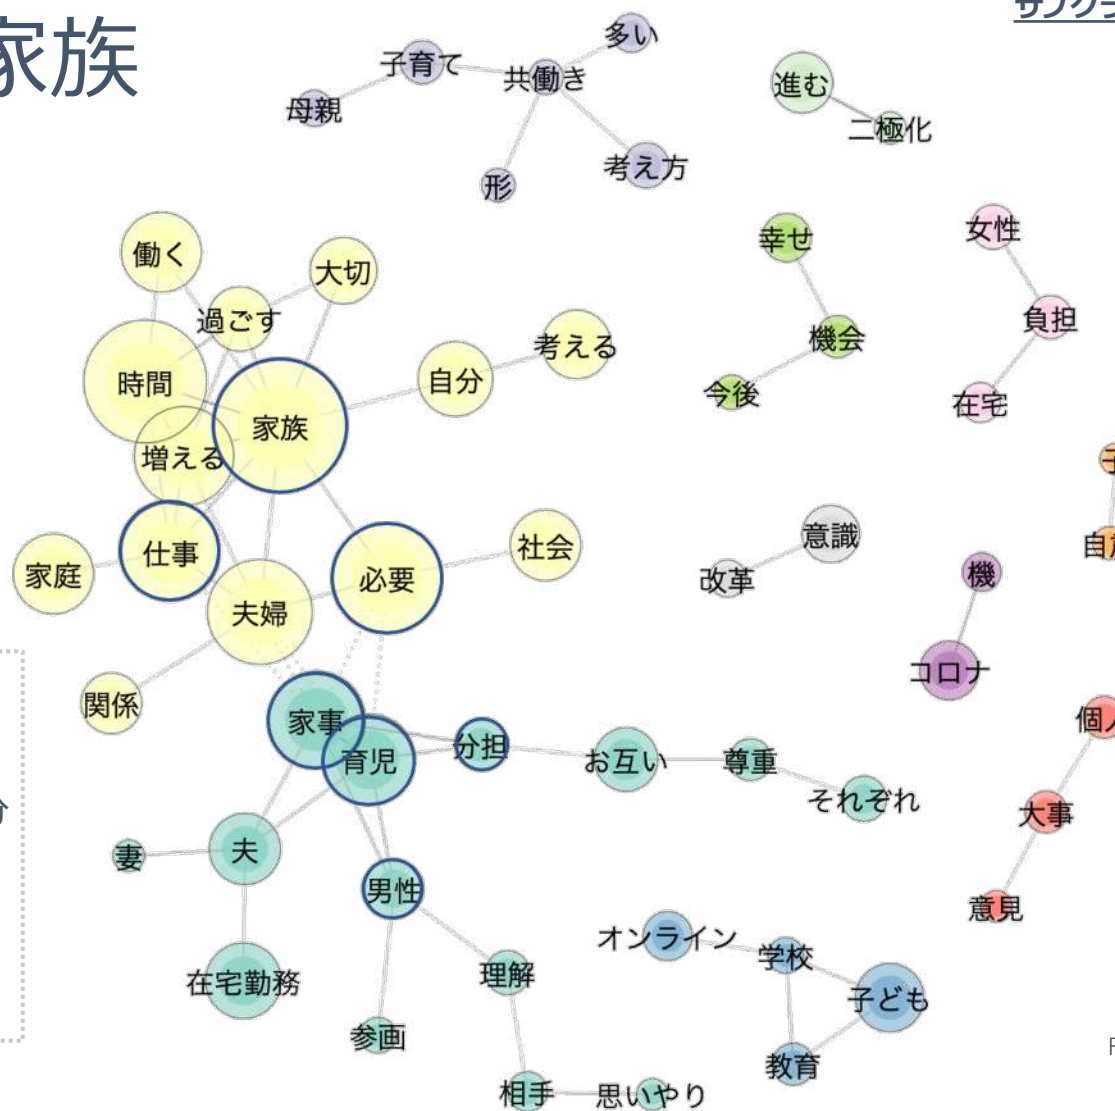 家族
多い
子育て
共働き
母親
形
考え方
進む
二極化
働く
大切
過ごす
時間
家族
自分
考える
増える
仕事
家庭
必要
社会
夫婦
関係
幸せ
機会
今後
女性
負担
在宅
意識
改革
機
コロナ
家事
育児
分担
お互い
尊重
それぞれ
大事
意見
妻
夫
男性
在宅勤務
理解
参画
相手
思いやり
オンライン
学校
子ども
教育